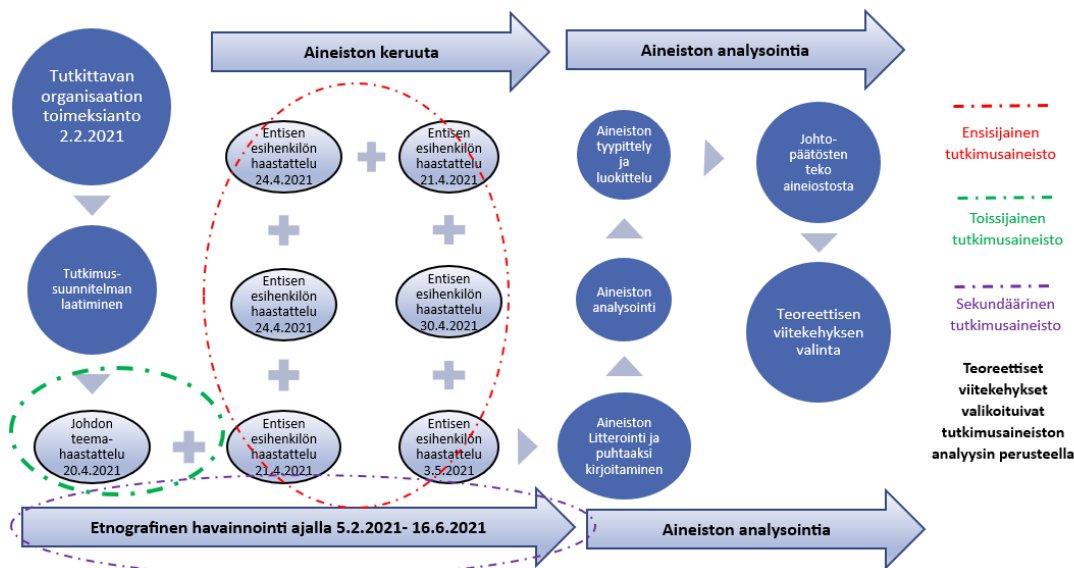 Aineiston keruuta
Aineiston analysointia
Tutkittavan
organisaation
toimeksianto
2.2.2021
Tutkimus-
suunnitelman
laatiminen
Johdon
teema-
haastattelu
20.4.2021
Entisen
esihenkilön
haastattelu
24.4.2021
Entisen
esihenkilön
haastattelu
21.4.2021
Entisen
esihenkilön
haastattelu
24.4.2021
Entisen
esihenkilön
haastattelu
30.4.2021
Entisen
esihenkilön
haastattelu
21.4.2021
Entisen
esihenkilön
haastattelu
3.5.2021
Aineiston
Litterointi ja
puhtaaksi
kirjoitaminen
Aineiston
analysointi
Aineiston
tyypittely
ja
luokittelu
Johto-
päätösten
teko
aineiostosta
Teoreettisen
viitekehyksen
valinta
Ensisijainen
tutkimusaineisto
Toissijainen
tutkimusaineisto
Sekundäärinen
tutkimusaineisto
Teoreettiset
viitekehykset
valikoituivat
tutkimusaineiston
analyysin perusteella
Etnografinen havainnointi ajalla 5.2.2021- 16.6.2021
Aineiston analysointia